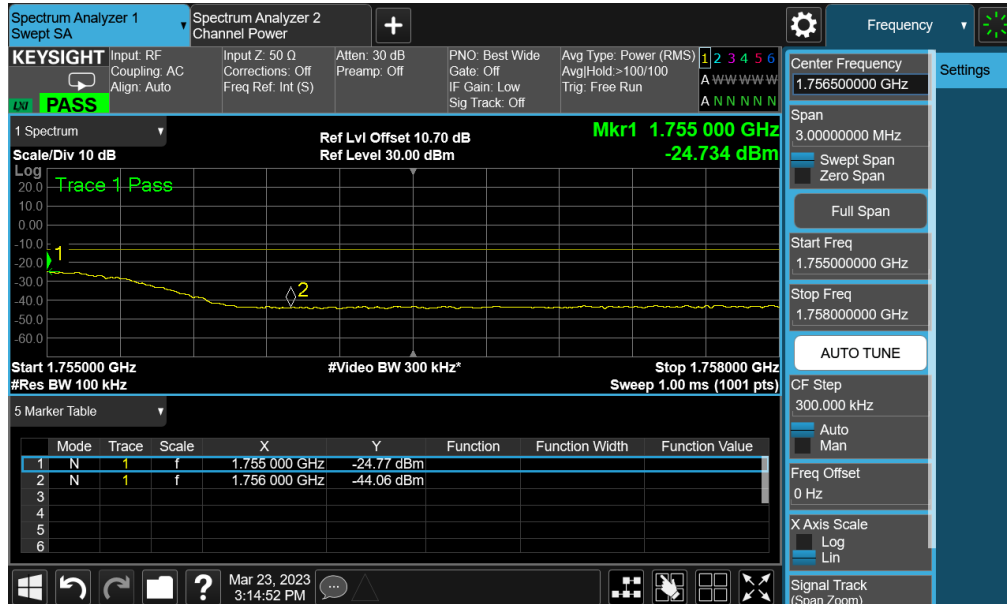 Spectrum Analyzer 1
Swept SA
Spectrum Analyzer 2
Channel Power
Frequency
KEYSIGHT
LXI PASS
Input: RF
Coupling: AC
Align: Auto
Input Z: 50 Ω
Corrections: Off
Freq Ref: Int (S)
Atten: 30 dB
Preamp: Off
PNO: Best Wide
Gate: Off
IF Gain: Low
Sig Track: Off
Avg Type: Power (RMS)
Avg|Hold:>100/100
Trig: Free Run
1 2 3 4 5 6
A W W W W W
A N N N N N
1 Spectrum
Scale/Div 10 dB
Ref Lvl Offset 10.70 dB
Ref Level 30.00 dBm
Mkr1 1.755 000 GHz
-24.734 dBm
Log
Trace 1 Pass
20.0
10.0
0.00
-10.0
-20.0
-30.0
-40.0
-50.0
-60.0
1
2
Start 1.755000 GHz
#Res BW 100 kHz
#Video BW 300 kHz*
Stop 1.758000 GHz
Sweep 1.00 ms (1001 pts)
5 Marker Table
Mode Trace Scale X Y Function Function Width Function Value
1 N 1 f 1.755 000 GHz -24.77 dBm
2 N 1 f 1.756 000 GHz -44.06 dBm
3
4
5
6
Center Frequency
1.756500000 GHz
Settings
Span
3.00000000 MHz
Swept Span
Zero Span
Full Span
Start Freq
1.755000000 GHz
Stop Freq
1.758000000 GHz
AUTO TUNE
CF Step
300.000 kHz
Auto
Man
Freq Offset
0 Hz
X Axis Scale
Log
Lin
Signal Track
(Span Zoom)
?
Mar 23, 2023
3:14:52 PM